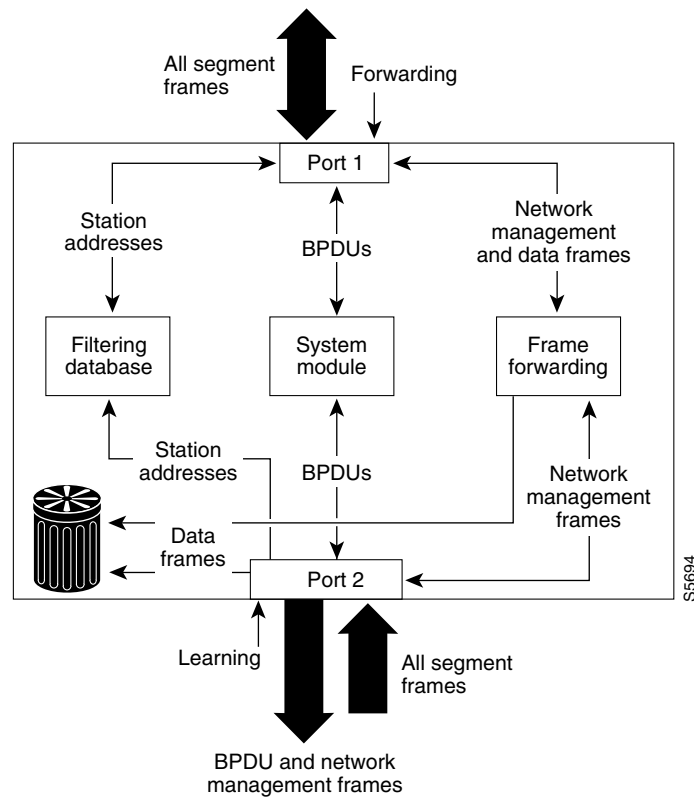 All segment
frames
Forwarding
Port 1
Station
addresses
BPDUs
Network
management
and data frames
Filtering
database
System
module
Frame
forwarding
Station
addresses
BPDUs
Network
management
frames
Data
frames
Port 2
S5694
Learning
All segment
frames
BPDU and network
management frames